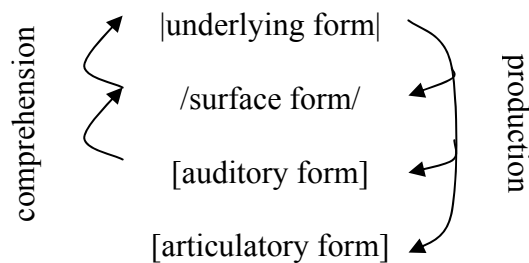 comprehension
|underlying form|
/surface form/
[auditory form]
[articulatory form]
production